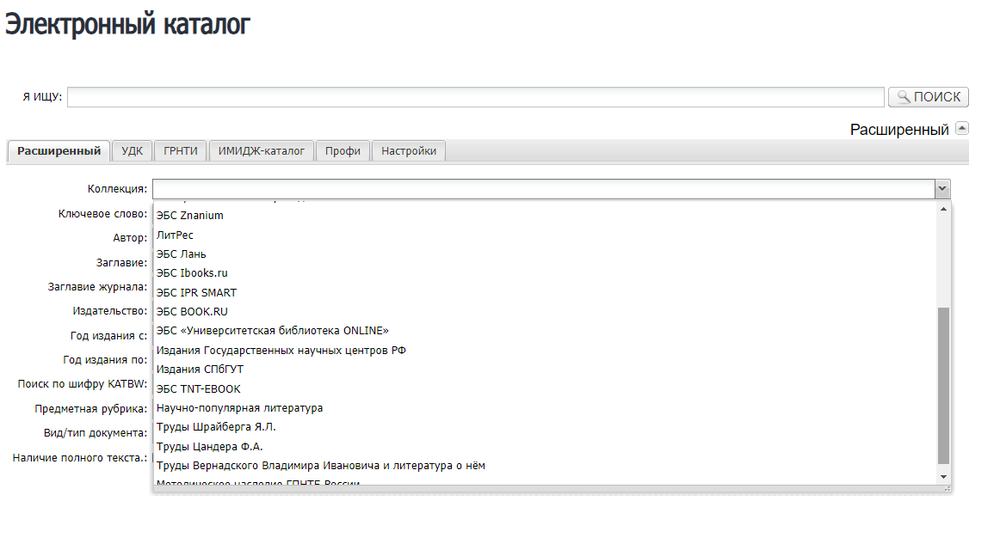 Электронный каталог
Я ИЩУ:
ПОИСК
Расширенный
Расширенный УДК ГРНТИ ИМИДЖ-каталог Профи Настройки
Коллекция:
Ключевое слово:
Автор:
Заглавие:
Заглавие журнала:
Издательство:
Год издания с:
Год издания по:
Поиск по шифру KATBW:
Предметная рубрика:
Вид/тип документа:
Наличие полного текста.:
ЭБС Znanium
ЛитРес
ЭБС Лань
ЭБС Ibooks.ru
ЭБС IPR SMART
ЭБС BOOK.RU
ЭБС «Университетская библиотека ONLINE»
Издания Государственных научных центров РФ
Издания СПбГУТ
ЭБС TNT-EBOOK
Научно-популярная литература
Труды Шрайберга Я.Л.
Труды Цандера Ф.А.
Труды Вернадского Владимира Ивановича и литература о нём
Методическое наследие ГПНТБ России